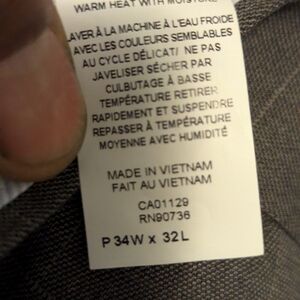 WARM HEAT WITH MOISTURE
LAVER À LA MACHINE À L'EAU FROIDE
AVEC LES COULEURS SEMBLABLES
AU CYCLE DÉLICAT/ NE PAS
JAVELISER SÉCHER PAR
CULBUTAGE À BASSE
TEMPÉRATURE RETIRER
RAPIDEMENT ET SUSPENDRE
REPASSER À TEMPÉRATURE
MOYENNE AVEC HUMIDITÉ
MADE IN VIETNAM
FAIT AU VIETNAM
CA01129
RN90736
P 34W x 32L